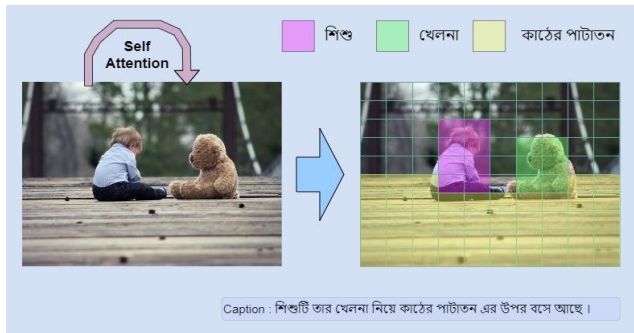 Self
Attention
শিশু
খেলনা
কাঠের পাটাতন
Caption : শিশুটি তার খেলনা নিয়ে কাঠের পাটাতন এর উপর বসে আছে ।